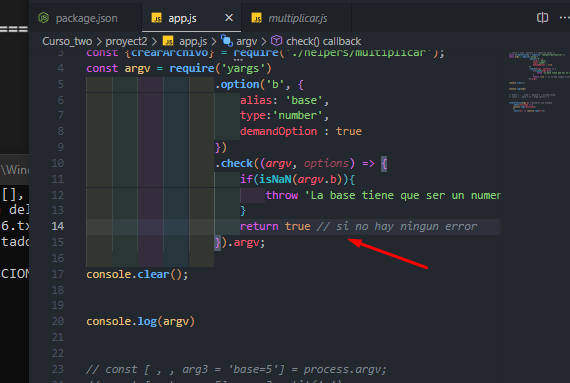 package.json
app.js
multiplicar.js
Curso_two > proyect2 > app.js > argv > check() callback
3 const {crearArchivo} = require('./helpers/multiplicar');
4 const argv = require('yargs')
5 .option('b', {
6 alias: 'base',
7 type:'number',
8 demandOption : true
9 })
10 .check((argv, options) => {
11 if(isNaN(argv.b)){
12 throw 'La base tiene que ser un numer
13 }
14 return true // si no hay ningun error
15 }).argv;
16
17 console.clear();
18
19
20 console.log(argv)
21
22
23 // const [ , , arg3 = 'base=5'] = process.argv;
\Wind
[],
del
6.tx
tado
CCION